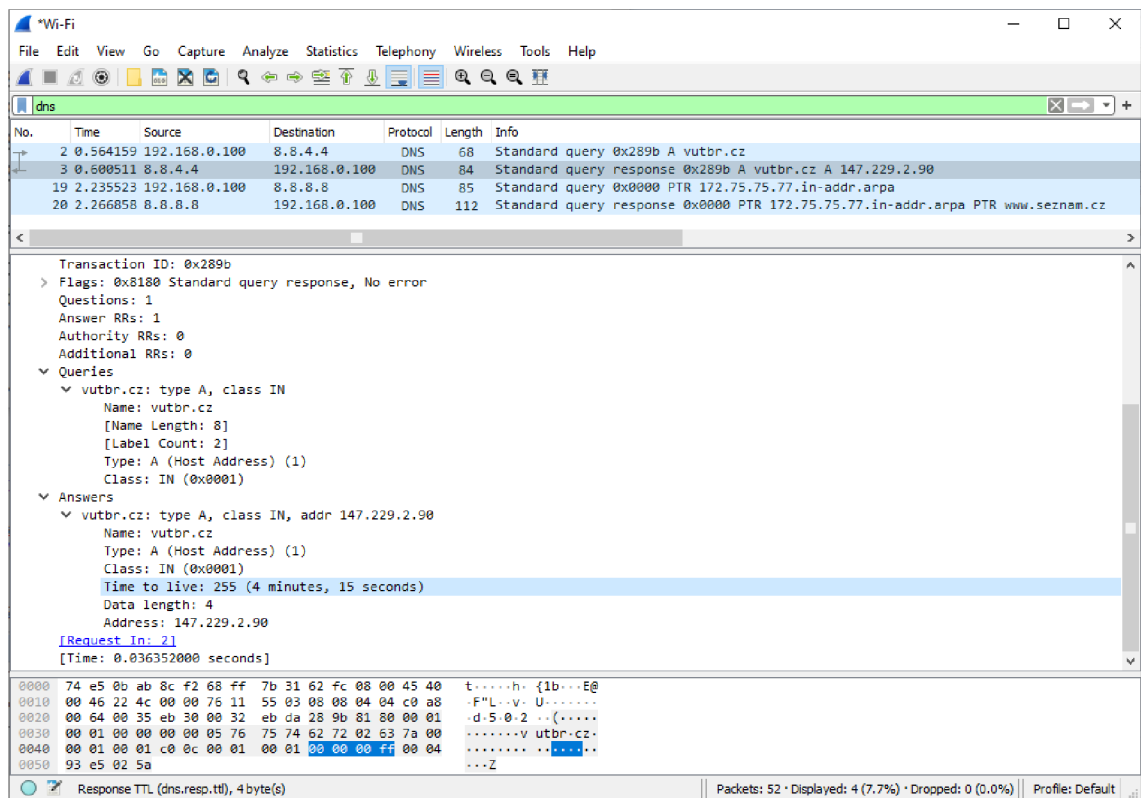 *Wi-Fi
File Edit View Go Capture Analyze Statistics Telephony Wireless Tools Help
dns
No. Time Source Destination Protocol Length Info
2 0.564159 192.168.0.100 8.8.4.4 DNS 68 Standard query 0x289b A vutbr.cz
3 0.600511 8.8.4.4 192.168.0.100 DNS 84 Standard query response 0x289b A vutbr.cz A 147.229.2.90
19 2.235523 192.168.0.100 8.8.8.8 DNS 85 Standard query 0x0000 PTR 172.75.75.77.in-addr.arpa
20 2.266858 8.8.8.8 192.168.0.100 DNS 112 Standard query response 0x0000 PTR 172.75.75.77.in-addr.arpa PTR www.seznam.cz
Transaction ID: 0x289b
> Flags: 0x8180 Standard query response, No error
Questions: 1
Answer RRs: 1
Authority RRs: 0
Additional RRs: 0
Queries
vutbr.cz: type A, class IN
Name: vutbr.cz
[Name Length: 8]
[Label Count: 2]
Type: A (Host Address) (1)
Class: IN (0x0001)
Answers
vutbr.cz: type A, class IN, addr 147.229.2.90
Name: vutbr.cz
Type: A (Host Address) (1)
Class: IN (0x0001)
Time to live: 255 (4 minutes, 15 seconds)
Data length: 4
Address: 147.229.2.90
[Request In: 2]
[Time: 0.036352000 seconds]
0000 74 e5 0b ab 8c f2 68 ff 7b 31 62 fc 08 00 45 40 t·····h· {1b···E@
0010 00 46 22 4c 00 00 76 11 55 03 08 08 04 04 c0 a8 ·F"L··v· U·······
0020 00 64 00 35 eb 30 00 32 eb da 28 9b 81 80 00 01 ·d·5·0·2 ··(·····
0030 00 01 00 00 00 00 05 76 75 74 62 72 02 63 7a 00 ·······v utbr·cz·
0040 00 01 00 01 c0 0c 00 01 00 01 00 00 00 ff 00 04 ········ ········
0050 93 e5 02 5a ···Z
Response TTL (dns.resp.ttl), 4 byte(s) Packets: 52 · Displayed: 4 (7.7%) · Dropped: 0 (0.0%) Profile: Default